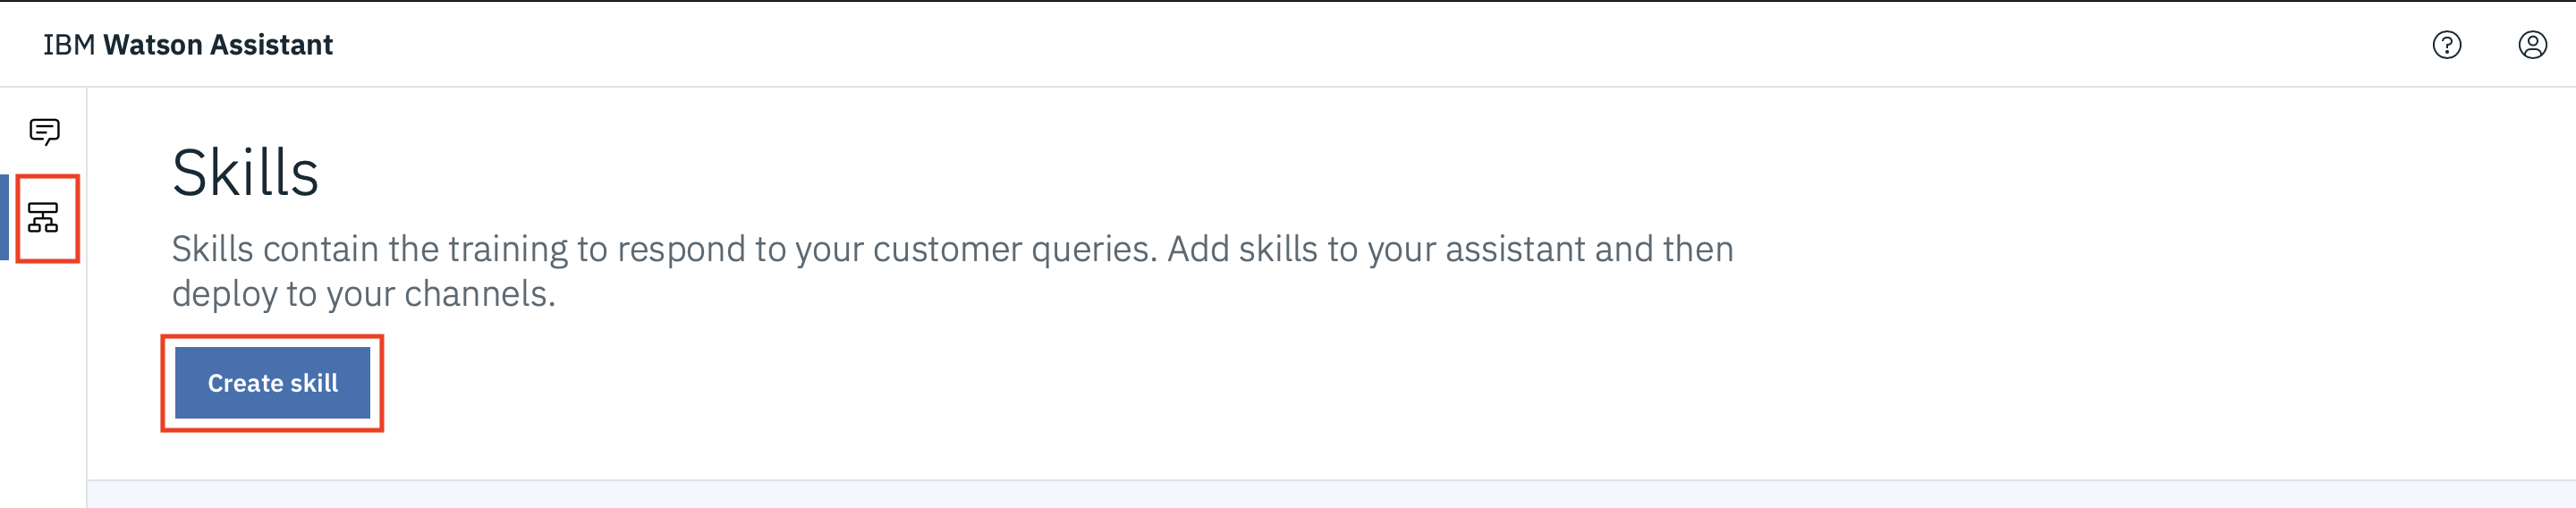 IBM Watson Assistant
Skills
Skills contain the training to respond to your customer queries. Add skills to your assistant and then
deploy to your channels.
Create skill